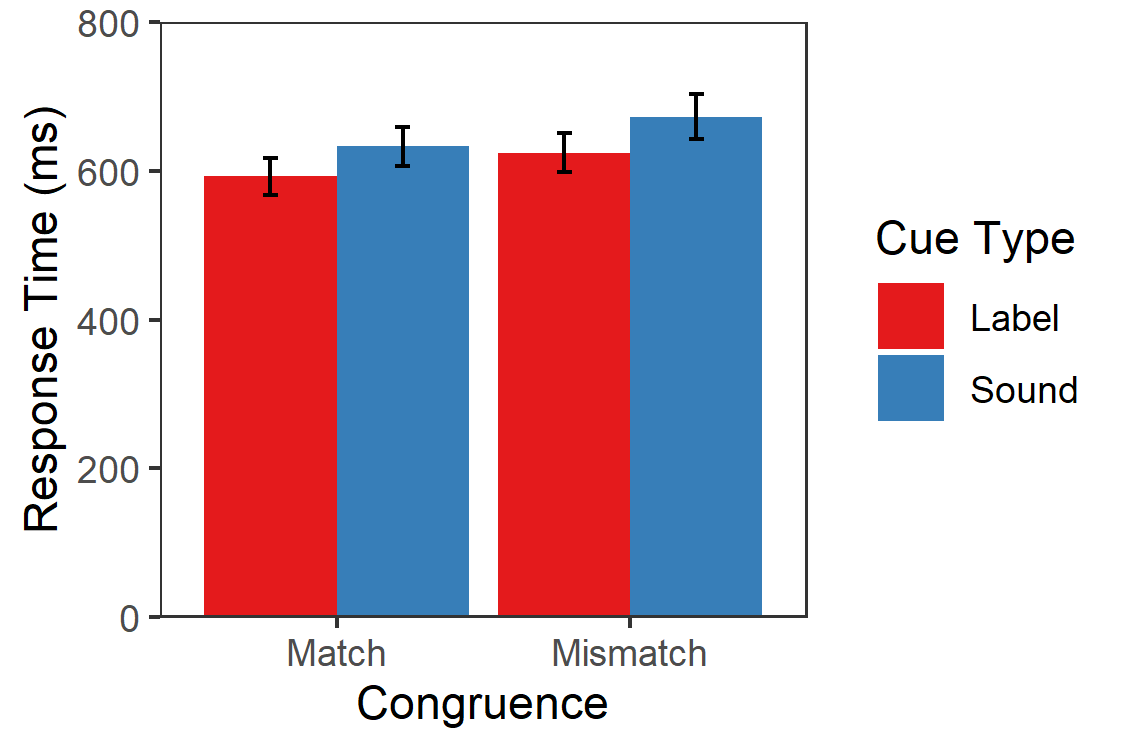 800
600
400
200
0
Response Time (ms)
Match Mismatch
Congruence
Cue Type
Label
Sound